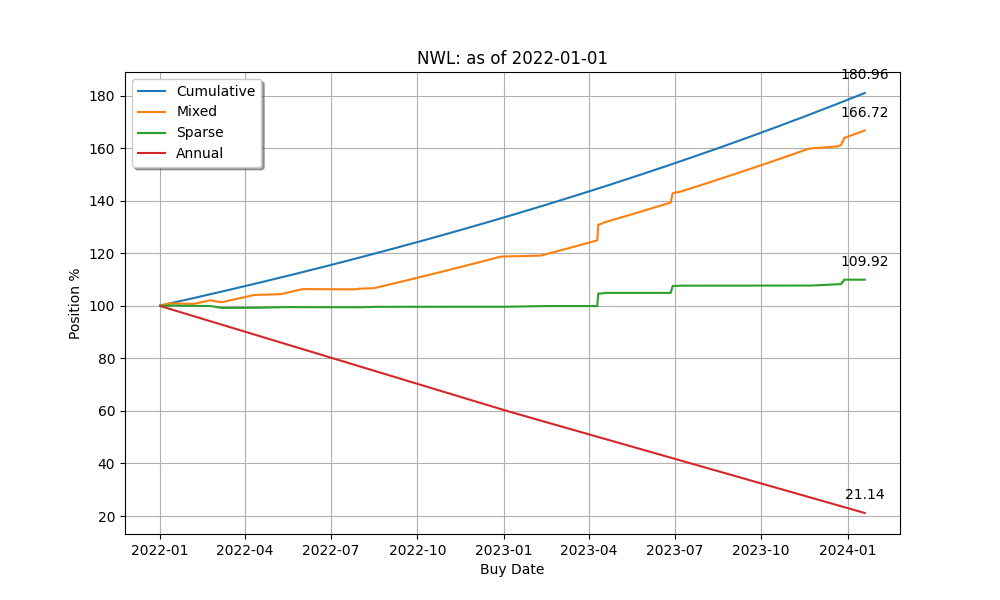 NWL: as of 2022-01-01
Cumulative
Mixed
Sparse
Annual
180.96
166.72
109.92
21.14
Position %
180
160
140
120
100
80
60
40
20
2022-01 2022-04 2022-07 2022-10 2023-01 2023-04 2023-07 2023-10 2024-01
Buy Date